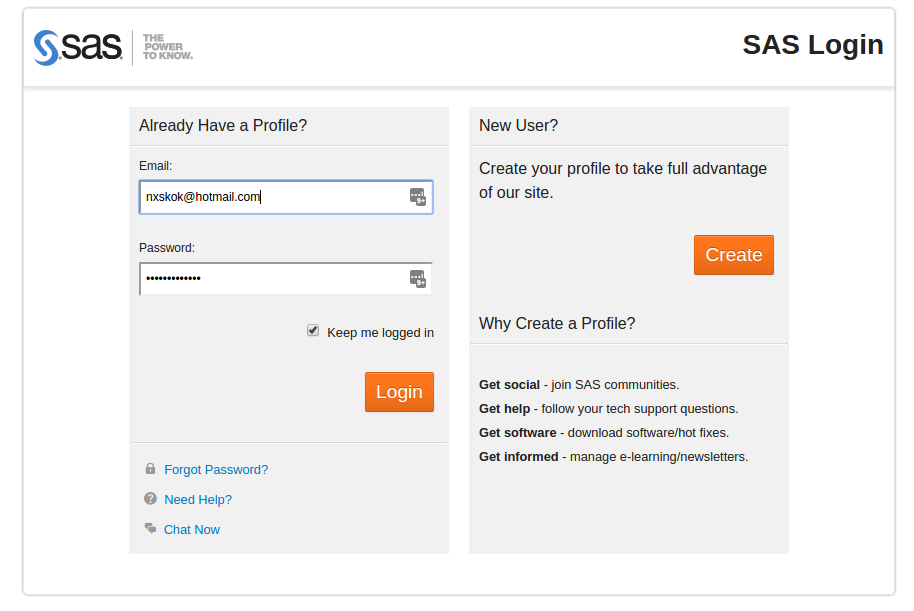 sas
THE
POWER
TO KNOW.
SAS Login
Already Have a Profile?
Email:
nxskok@hotmail.com
Password:
•••••••••••••
Keep me logged in
Login
Forgot Password?
Need Help?
Chat Now
New User?
Create your profile to take full advantage
of our site.
Create
Why Create a Profile?
Get social - join SAS communities.
Get help - follow your tech support questions.
Get software - download software/hot fixes.
Get informed - manage e-learning/newsletters.